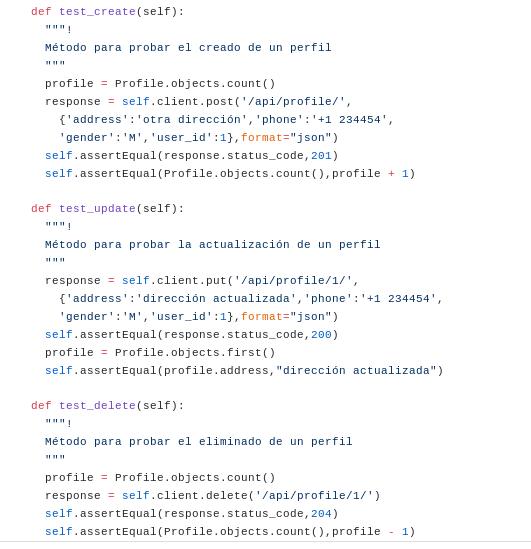 def test_create(self):
"""!
Método para probar el creado de un perfil
"""
profile = Profile.objects.count()
response = self.client.post('/api/profile/',
{'address':'otra dirección','phone':'+1 234454',
'gender':'M','user_id':1},format="json")
self.assertEqual(response.status_code,201)
self.assertEqual(Profile.objects.count(),profile + 1)
def test_update(self):
"""!
Método para probar la actualización de un perfil
"""
response = self.client.put('/api/profile/1/',
{'address':'dirección actualizada','phone':'+1 234454',
'gender':'M','user_id':1},format="json")
self.assertEqual(response.status_code,200)
profile = Profile.objects.first()
self.assertEqual(profile.address,"dirección actualizada")
def test_delete(self):
"""!
Método para probar el eliminado de un perfil
"""
profile = Profile.objects.count()
response = self.client.delete('/api/profile/1/')
self.assertEqual(response.status_code,204)
self.assertEqual(Profile.objects.count(),profile - 1)